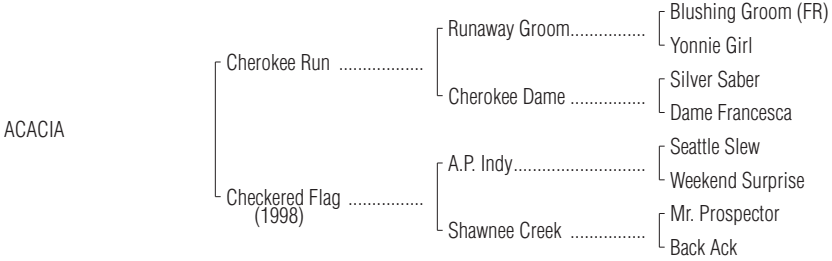 Blushing Groom (FR)
Runaway Groom................
Yonnie Girl
Cherokee Run ..................
Silver Saber
Cherokee Dame ................
Dame Francesca
ACACIA
Seattle Slew
A.P. Indy............................
Weekend Surprise
Checkered Flag ................
(1998)
Mr. Prospector
Shawnee Creek ................
Back Ack